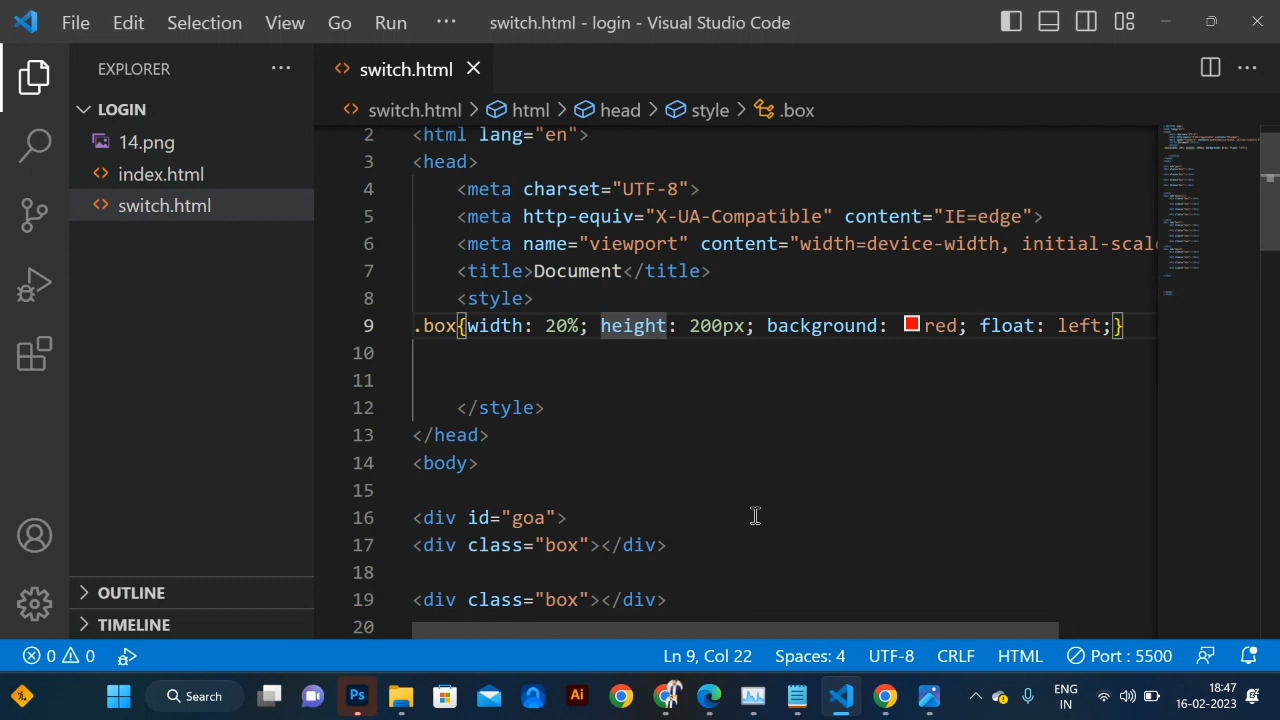 File Edit Selection View Go Run ··· switch.html - login - Visual Studio Code
EXPLORER ···
switch.html
LOGIN
switch.html > html > head > style > .box
14.png
index.html
switch.html
2 <html lang="en">
3 <head>
4 <meta charset="UTF-8">
5 <meta http-equiv="X-UA-Compatible" content="IE=edge">
6 <meta name="viewport" content="width=device-width, initial-scale
7 <title>Document</title>
8 <style>
9 .box{width: 20%; height: 200px; background: red; float: left;}
10
11
12 </style>
13 </head>
14 <body>
15
16 <div id="goa">
17 <div class="box"></div>
18
19 <div class="box"></div>
20
OUTLINE
TIMELINE
0 0 Ln 9, Col 22 Spaces: 4 UTF-8 CRLF HTML Port : 5500
Search
Ps
Ai
ENG
IN
18:47
16-02-2023